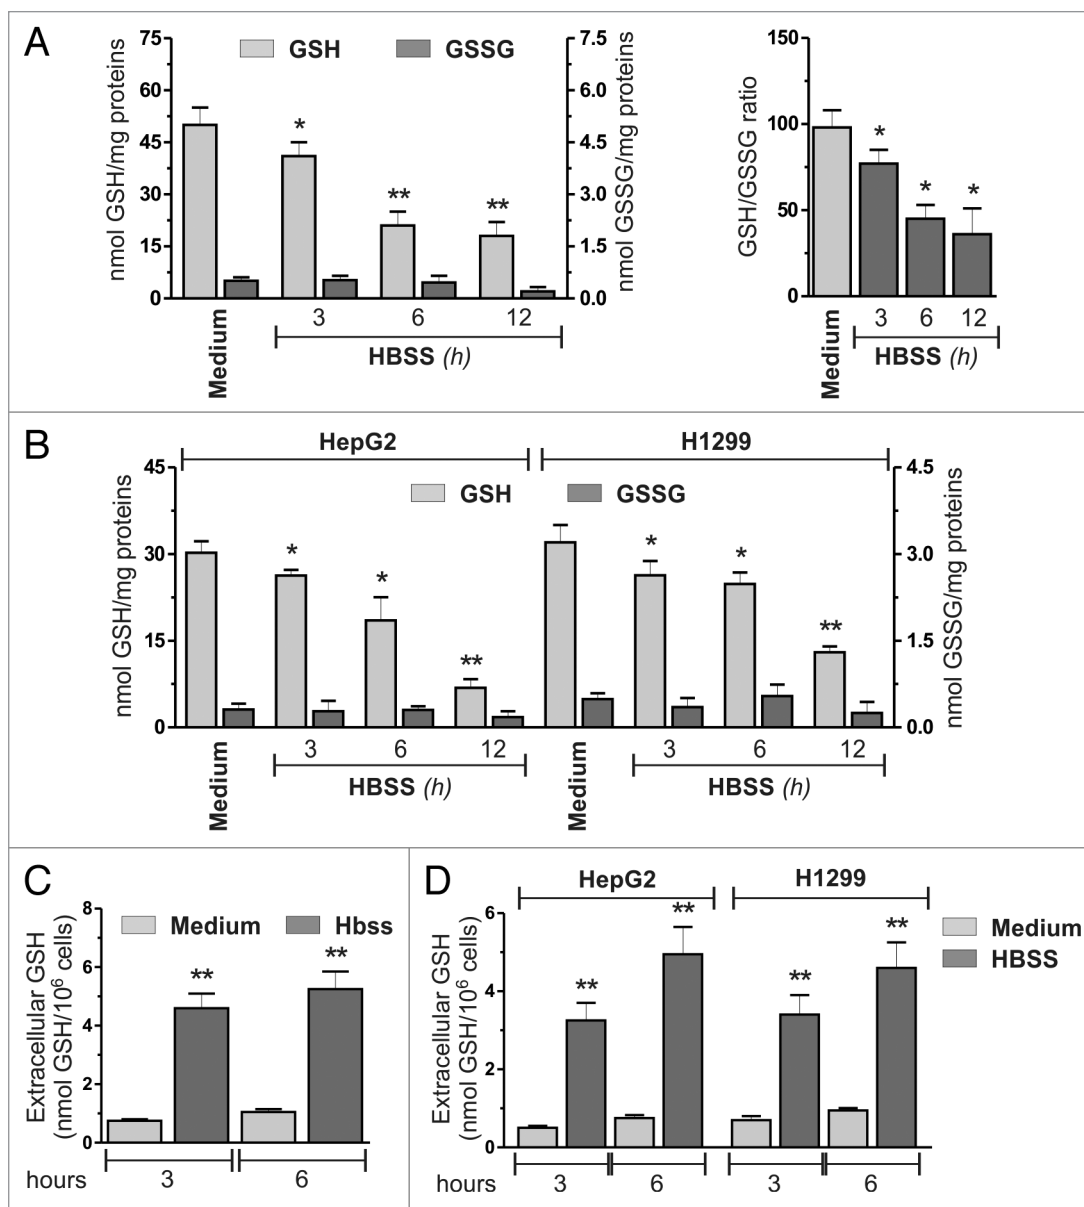 A
GSH GSSG
nmol GSH/mg proteins
75
60
45
30
15
0
* ** **
7.5
6.0
4.5
3.0
1.5
0.0
nmol GSSG/mg proteins
Medium 3 6 12
HBSS (h)
GSH/GSSG ratio
150
100
50
0
* * *
Medium 3 6 12
HBSS (h)
B
HepG2 H1299
GSH GSSG
nmol GSH/mg proteins
45
30
15
0
* * ** * * **
4.5
3.0
1.5
0.0
nmol GSSG/mg proteins
Medium 3 6 12 Medium 3 6 12
HBSS (h) HBSS (h)
C
Medium Hbss
Extracellular GSH
(nmol GSH/10⁶ cells)
8
6
4
2
0
** **
hours 3 6
D
HepG2 H1299
Medium
HBSS
Extracellular GSH
(nmol GSH/10⁶ cells)
6
4
2
0
** ** ** **
3 6 3 6